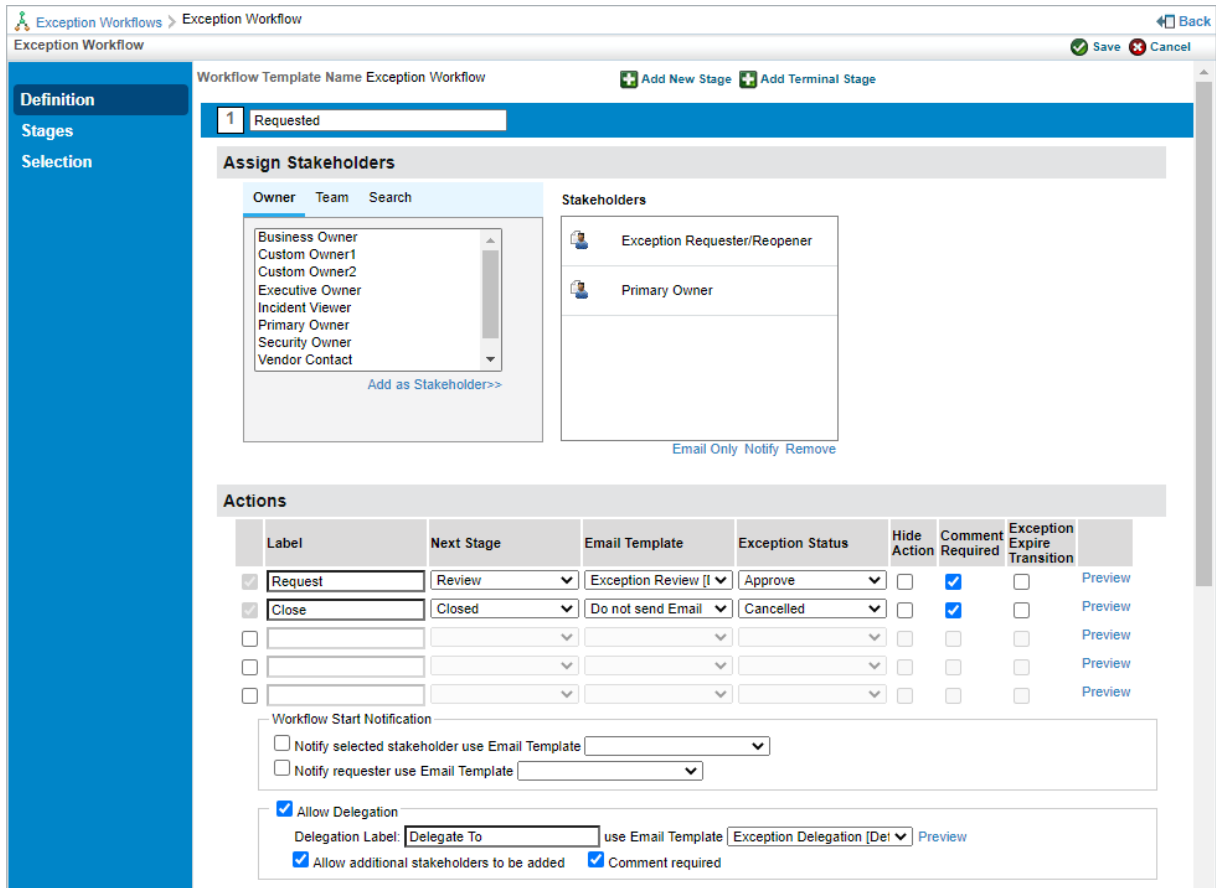 Exception Workflows > Exception Workflow
Back
Exception Workflow
Save Cancel
Definition
Stages
Selection
Workflow Template Name Exception Workflow
Add New Stage Add Terminal Stage
1 Requested
Assign Stakeholders
Owner Team Search
Business Owner
Custom Owner1
Custom Owner2
Executive Owner
Incident Viewer
Primary Owner
Security Owner
Vendor Contact
Add as Stakeholder>>
Stakeholders
Exception Requester/Reopener
Primary Owner
Email Only Notify Remove
Actions
Label Next Stage Email Template Exception Status Hide Action Comment Required Exception Expire Transition
Request Review Exception Review [ Approve Preview
Close Closed Do not send Email Cancelled Preview
Preview
Preview
Preview
Workflow Start Notification
Notify selected stakeholder use Email Template
Notify requester use Email Template
Allow Delegation
Delegation Label: Delegate To use Email Template Exception Delegation [Def Preview
Allow additional stakeholders to be added Comment required